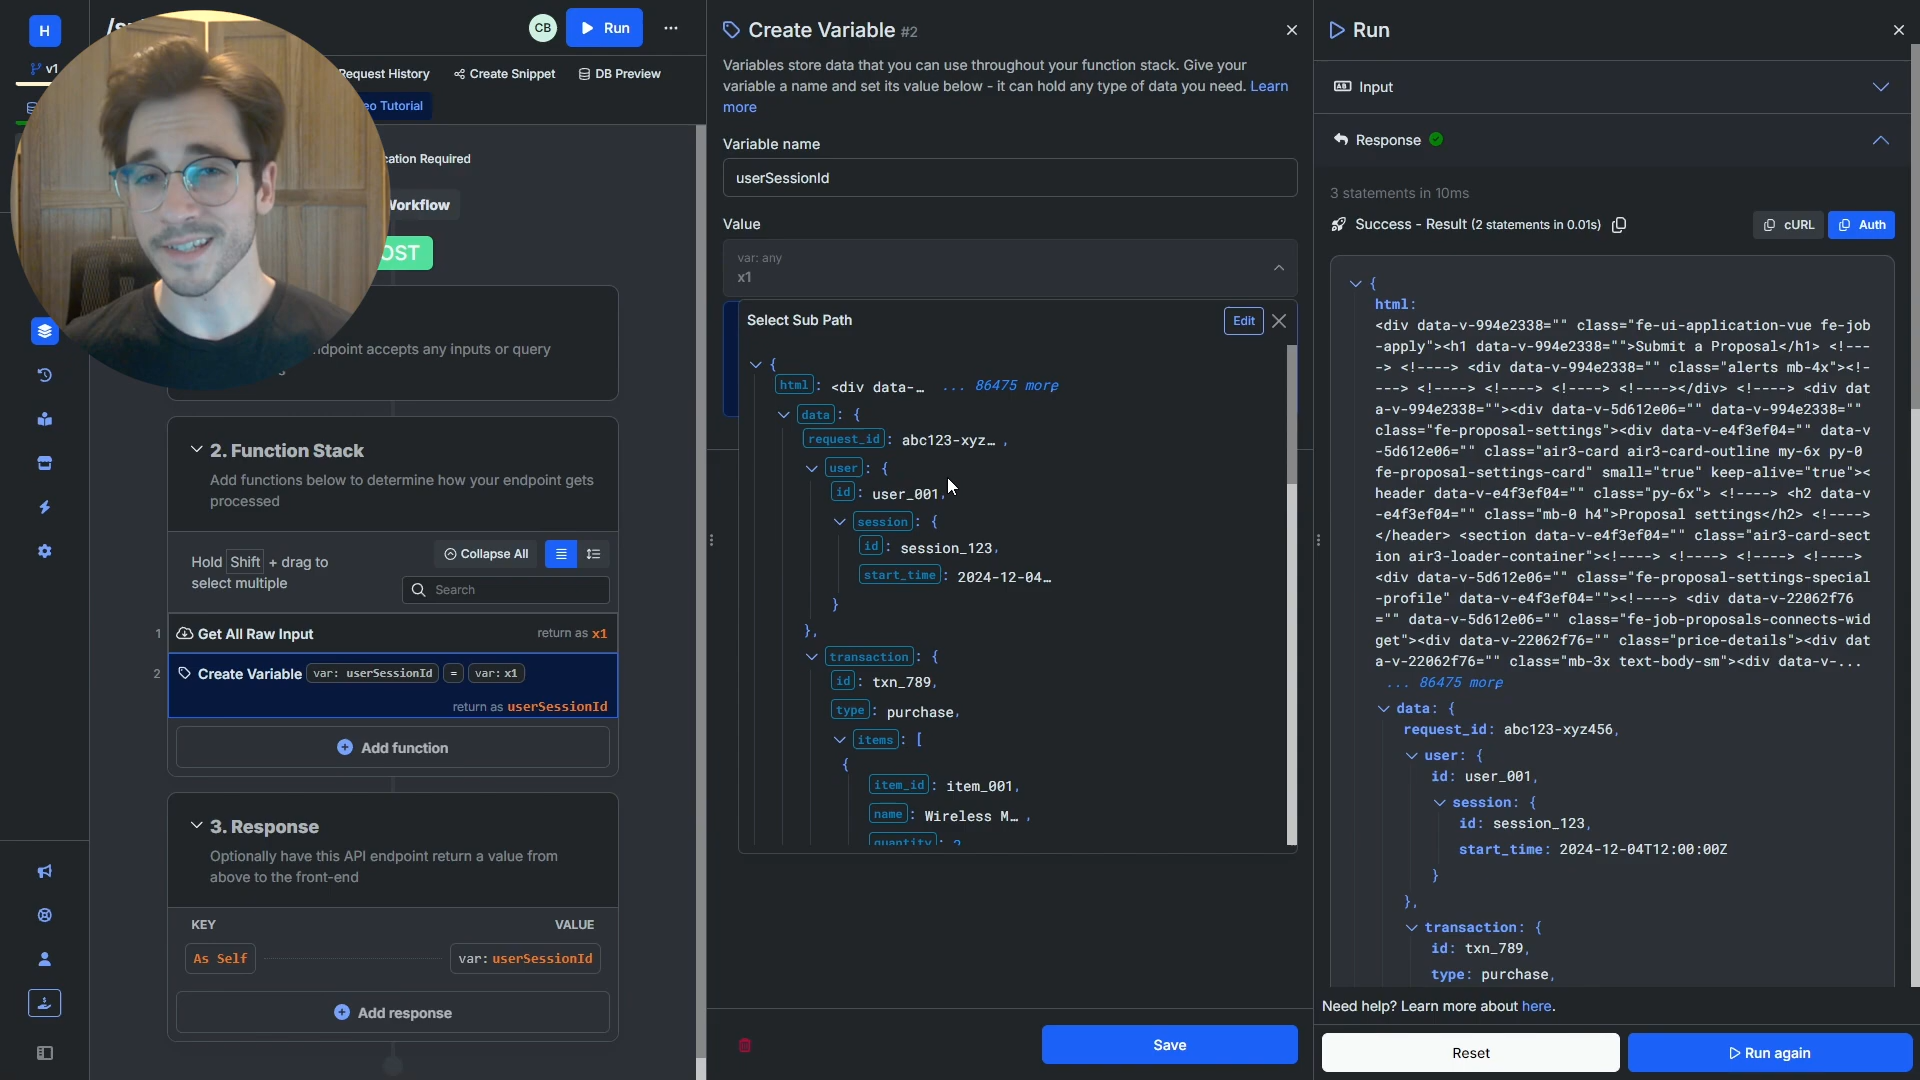 H
v1
CB
Run
Request History
Create Snippet
DB Preview
eo Tutorial
cation Required
Workflow
OST
ndpoint accepts any inputs or query
2. Function Stack
Add functions below to determine how your endpoint gets
processed
Hold Shift + drag to
select multiple
Collapse All
Search
1 Get All Raw Input return as x1
2 Create Variable var: userSessionId = var: x1
return as userSessionId
Add function
3. Response
Optionally have this API endpoint return a value from
above to the front-end
KEY VALUE
As Self var: userSessionId
Add response
Create Variable #2
Variables store data that you can use throughout your function stack. Give your
variable a name and set its value below - it can hold any type of data you need. Learn
more
Variable name
userSessionId
Value
var: any
x1
Select Sub Path
Edit
{
html : <div data-… ... 86475 more,
data : {
request_id : abc123-xyz… ,
user : {
id : user_001,
session : {
id : session_123,
start_time : 2024-12-04…
}
},
transaction : {
id : txn_789,
type : purchase,
items : [
{
item_id : item_001,
name : Wireless M… ,
quantity : 2
Save
Run
Input
Response
3 statements in 10ms
Success - Result (2 statements in 0.01s)
cURL
Auth
{
html:
<div data-v-994e2338="" class="fe-ui-application-vue fe-job
-apply"><h1 data-v-994e2338="">Submit a Proposal</h1> <!---
-> <!----> <div data-v-994e2338="" class="alerts mb-4x"><!-
---> <!----> <!----> <!----> <!----></div> <!----> <div dat
a-v-994e2338=""><div data-v-5d612e06="" data-v-994e2338=""
class="fe-proposal-settings"><div data-v-e4f3ef04="" data-v
-5d612e06="" class="air3-card air3-card-outline my-6x py-0
fe-proposal-settings-card" small="true" keep-alive="true"><
header data-v-e4f3ef04="" class="py-6x"> <!----> <h2 data-v
-e4f3ef04="" class="mb-0 h4">Proposal settings</h2> <!---->
</header> <section data-v-e4f3ef04="" class="air3-card-sect
ion air3-loader-container"><!----> <!----> <!----> <!---->
<div data-v-5d612e06="" class="fe-proposal-settings-special
-profile" data-v-e4f3ef04=""><!----> <div data-v-22062f76
="" data-v-5d612e06="" class="fe-job-proposals-connects-wid
get"><div data-v-22062f76="" class="price-details"><div dat
a-v-22062f76="" class="mb-3x text-body-sm"><div data-v-...
... 86475 more,
data: {
request_id: abc123-xyz456,
user: {
id: user_001,
session: {
id: session_123,
start_time: 2024-12-04T12:00:00Z
}
},
transaction: {
id: txn_789,
type: purchase,
Need help? Learn more about here.
Reset
Run again